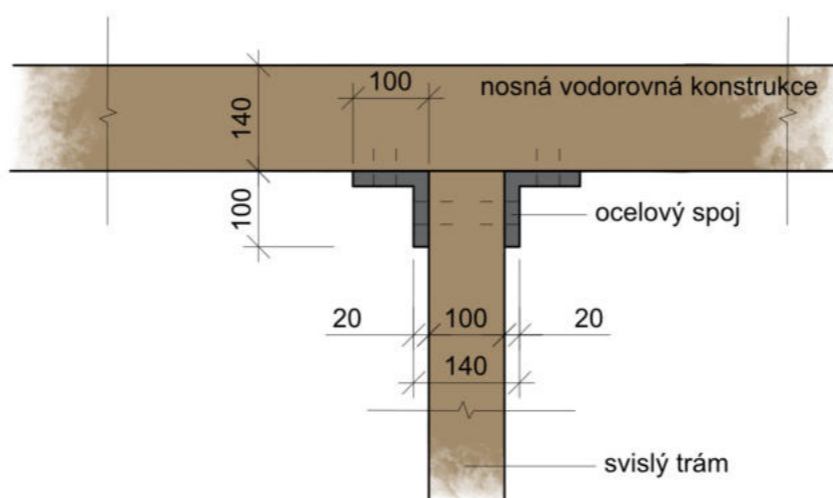 100
nosná vodorovná konstrukce
140
100
ocelový spoj
20 100 20
140
svislý trám